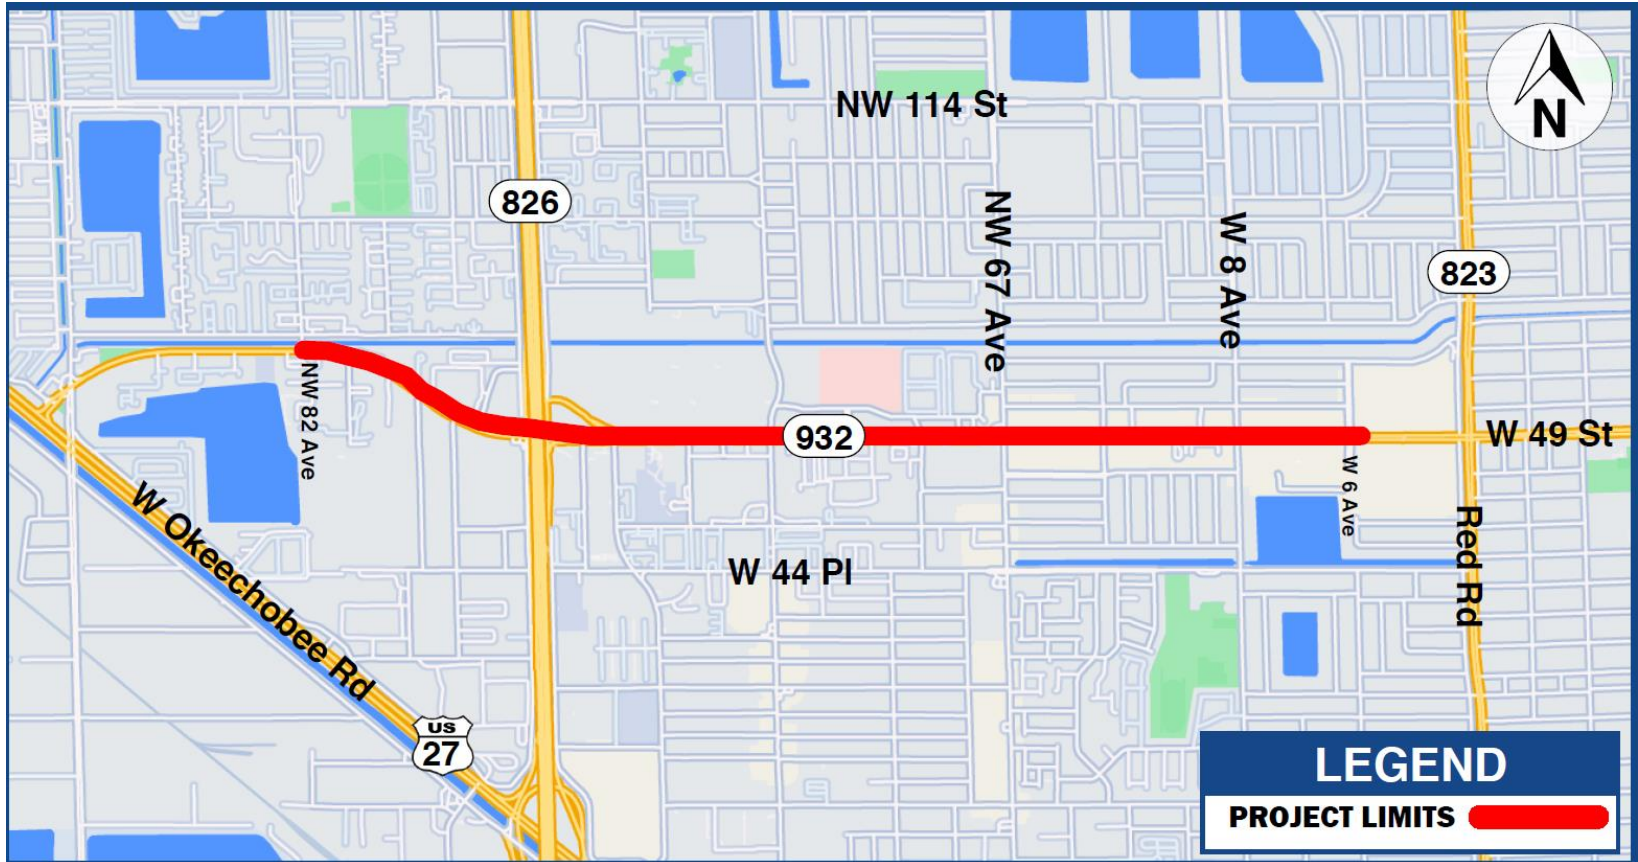 NW 114 St
N
826
NW 67 Ave
W 8 Ave
823
NW 82 Ave
932
W 49 St
W 6 Ave
W Okeechobee Rd
Red Rd
W 44 Pl
US
27
LEGEND
PROJECT LIMITS